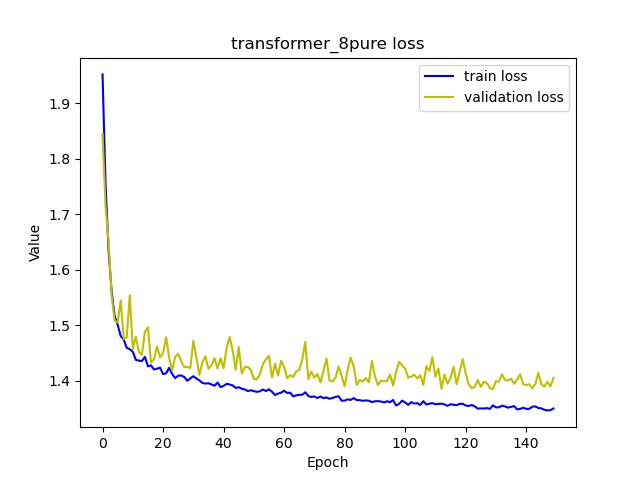 transformer_8pure loss
train loss
validation loss
Value
1.9
1.8
1.7
1.6
1.5
1.4
0 20 40 60 80 100 120 140
Epoch